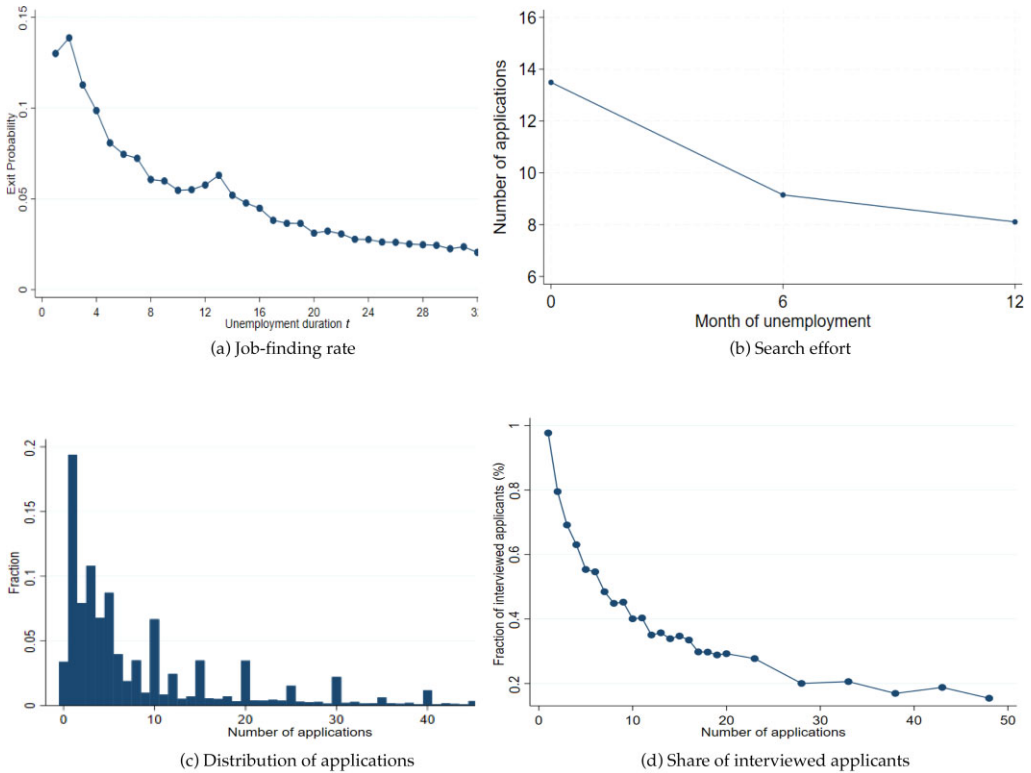 0.15
0.1
0.05
0
Exit Probability
0 4 8 12 16 20 24 28 3
Unemployment duration t
(a) Job-finding rate
16
14
12
10
8
6
Number of applications
0 6 12
Month of unemployment
(b) Search effort
0.2
0.15
0.1
0.05
0
Fraction
0 10 20 30 40
Number of applications
(c) Distribution of applications
1
0.8
0.6
0.4
0.2
Fraction of interviewed applicants (%)
0 10 20 30 40 50
Number of applications
(d) Share of interviewed applicants